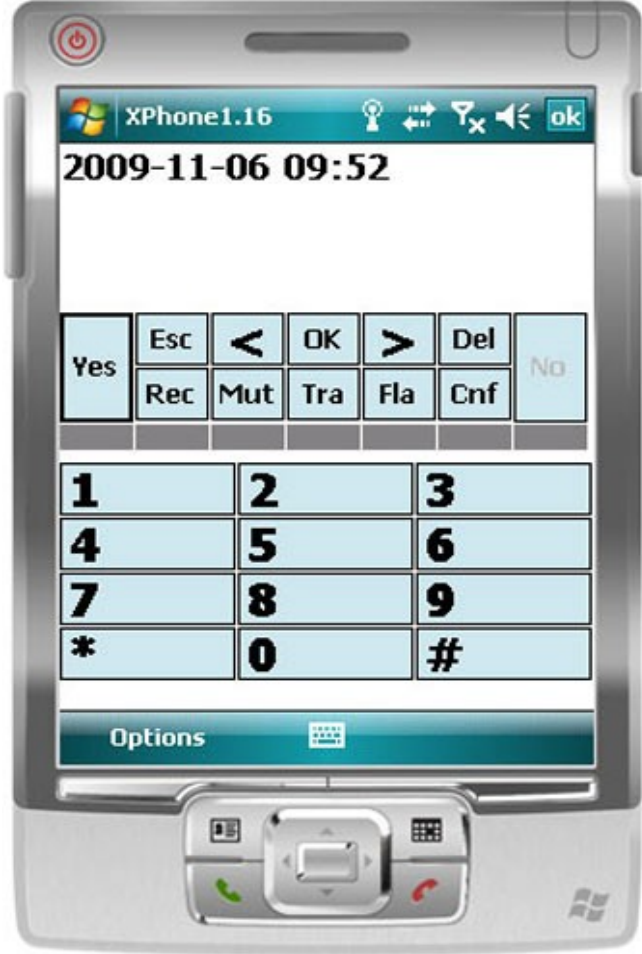 XPhone1.16 ok
2009-11-06 09:52
Yes Esc < OK > Del No
Rec Mut Tra Fla Cnf
1 2 3
4 5 6
7 8 9
* 0 #
Options